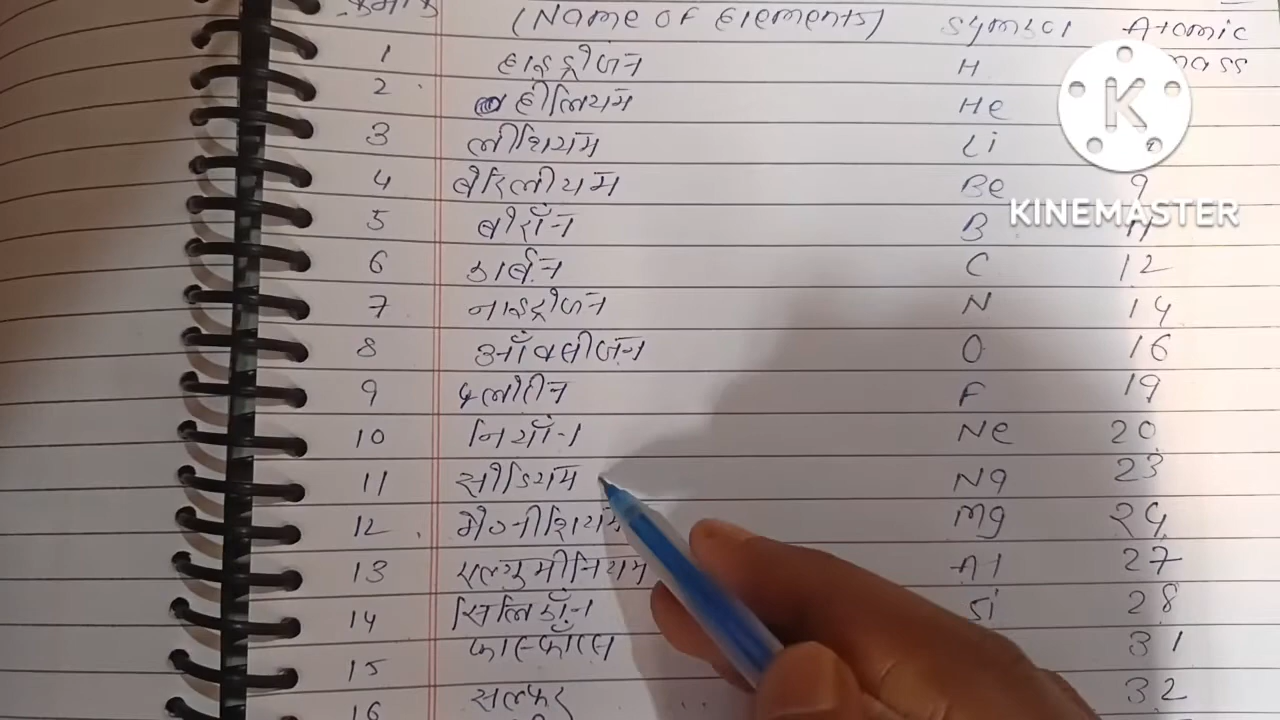 (Name of Elements) Symbol Atomic
1 हाइड्रोजन H mass
2 हीलियम He
3 लीथियम Li
4 बेरिलीयम Be 9
5 बोरॉन B 11
6 कार्बन C 12
7 नाइट्रोजन N 14
8 ऑक्सीजन O 16
9 फ्लोरीन F 19
10 नियॉन Ne 20
11 सोडियम Na 23
12 मैग्नीशियम Mg 24
13 एल्युमीनियम Al 27
14 सिलिकॉन Si 28
15 फास्फोरस 31
16 सल्फर 32
K
KINEMASTER